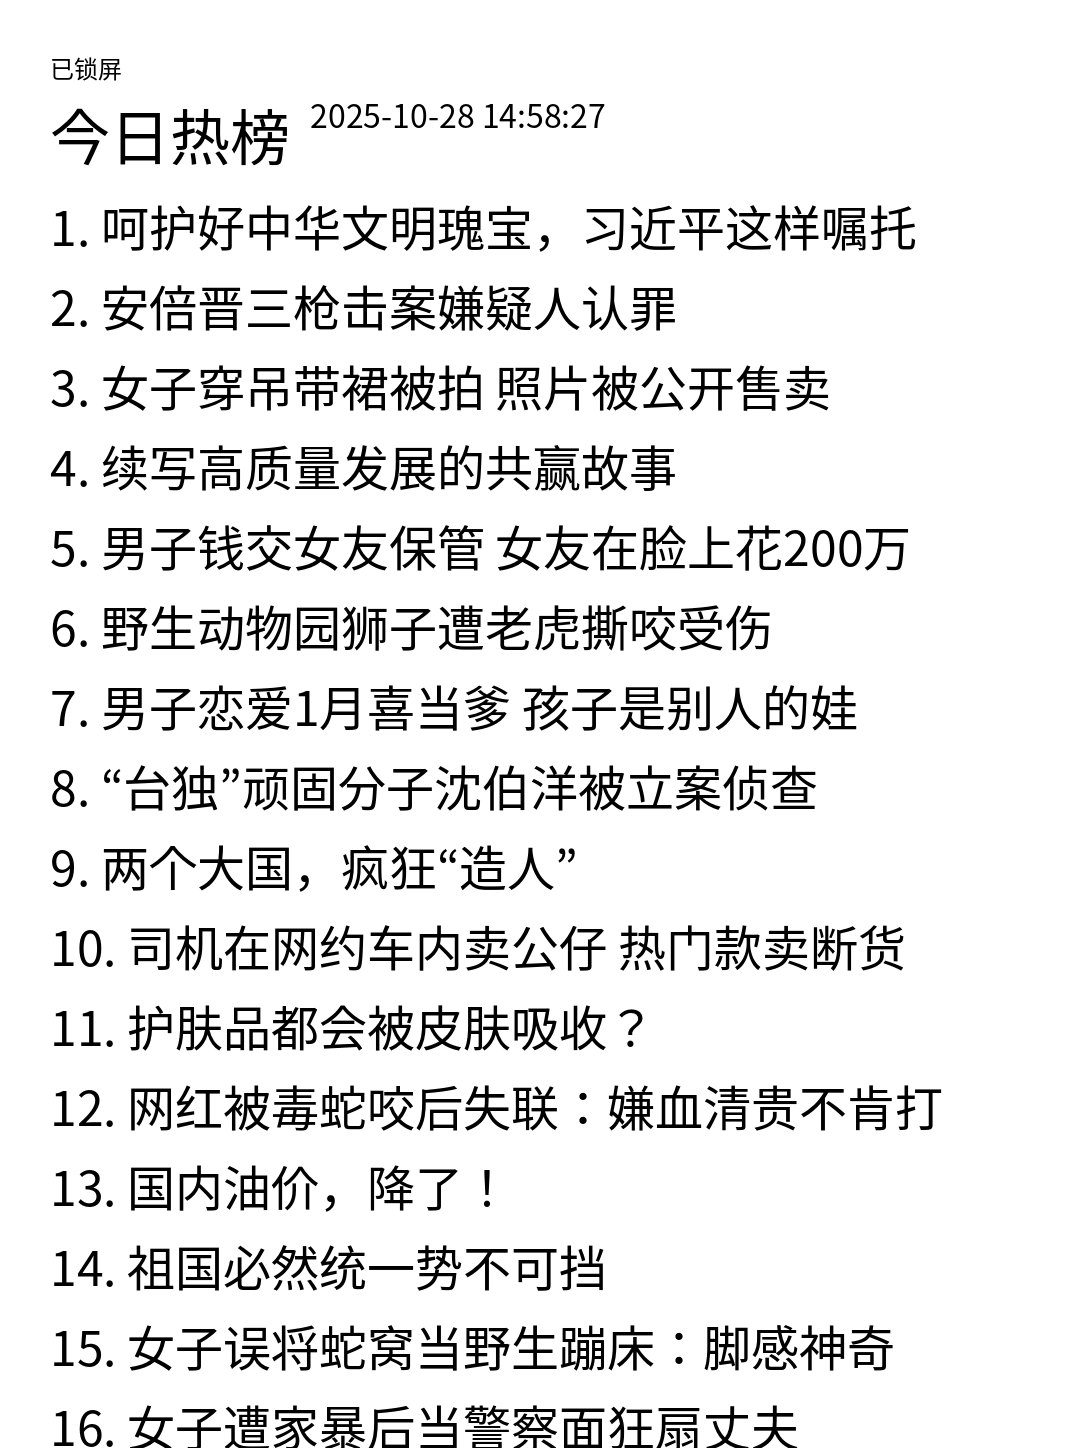 已锁屏
今日热榜 2025-10-28 14:58:27
1. 呵护好中华文明瑰宝，习近平这样嘱托
2. 安倍晋三枪击案嫌疑人认罪
3. 女子穿吊带裙被拍 照片被公开售卖
4. 续写高质量发展的共赢故事
5. 男子钱交女友保管 女友在脸上花200万
6. 野生动物园狮子遭老虎撕咬受伤
7. 男子恋爱1月喜当爹 孩子是别人的娃
8. “台独”顽固分子沈伯洋被立案侦查
9. 两个大国，疯狂“造人”
10. 司机在网约车内卖公仔 热门款卖断货
11. 护肤品都会被皮肤吸收？
12. 网红被毒蛇咬后失联：嫌血清贵不肯打
13. 国内油价，降了！
14. 祖国必然统一势不可挡
15. 女子误将蛇窝当野生蹦床：脚感神奇
16. 女子遭家暴后当警察面狂扇丈夫